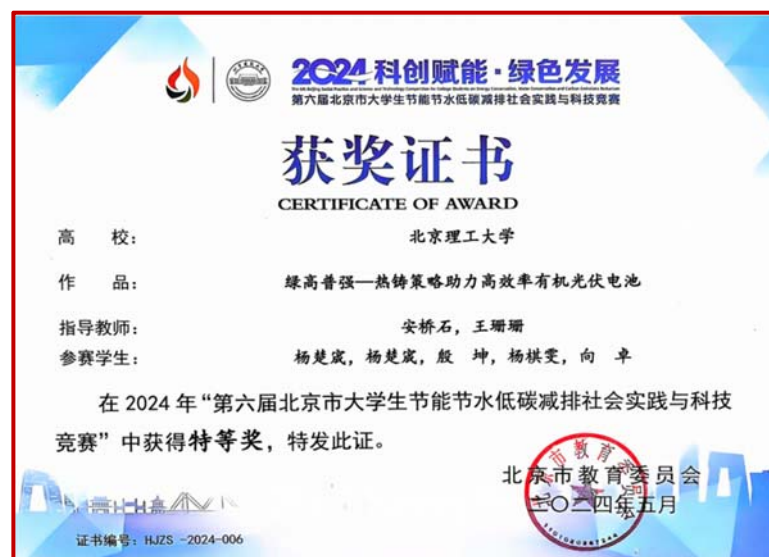 2024科创赋能·绿色发展
第六届北京市大学生节能节水低碳减排社会实践与科技竞赛
获奖证书
CERTIFICATE OF AWARD
高 校： 北京理工大学
作 品： 绿高普强—热铸策略助力高效率有机光伏电池
指导教师： 安桥石，王珊珊
参赛学生： 杨楚宬，杨楚宬，殷 坤，杨棋雯，向 卓
在 2024 年“第六届北京市大学生节能节水低碳减排社会实践与科技
竞赛”中获得特等奖，特发此证。
北京市教育委员会
二〇二四年五月
证书编号：HJZS -2024-006